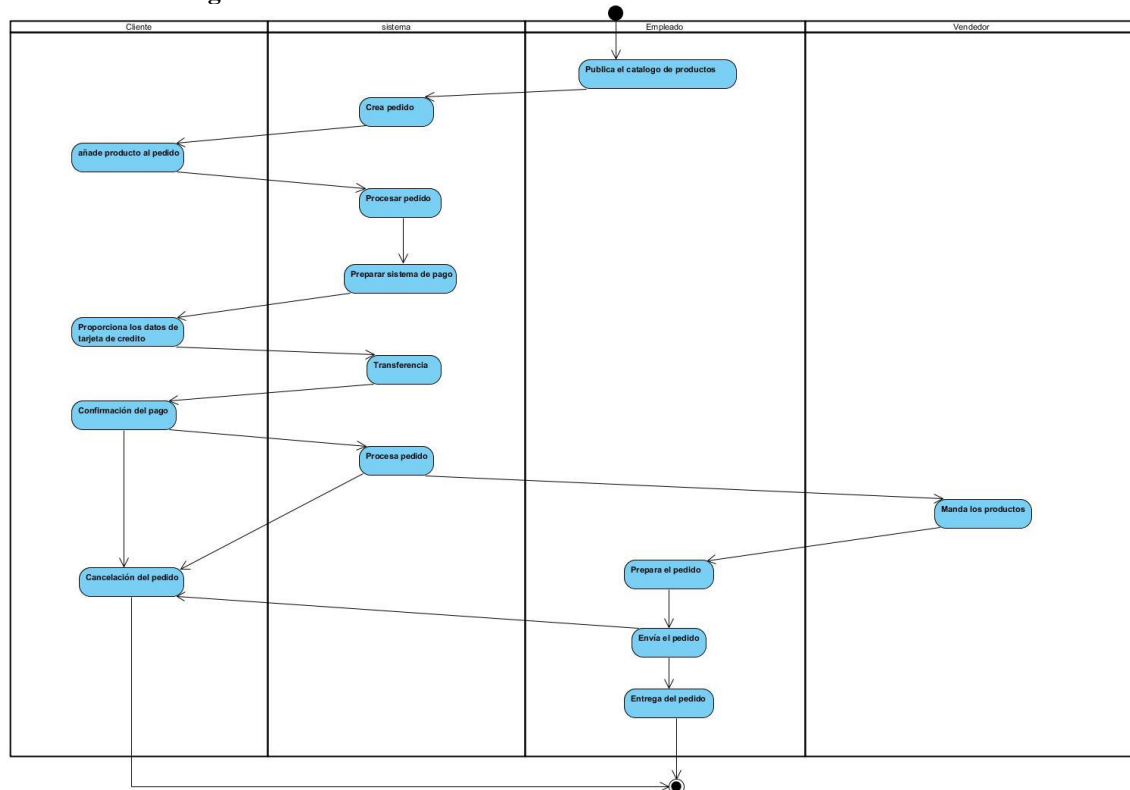 Cliente
sistema
Empleado
Vendedor
Publica el catalogo de productos
Crea pedido
añade producto al pedido
Procesar pedido
Preparar sistema de pago
Proporciona los datos de
tarjeta de credito
Transferencia
Confirmación del pago
Procesa pedido
Manda los productos
Prepara el pedido
Cancelación del pedido
Envía el pedido
Entrega del pedido